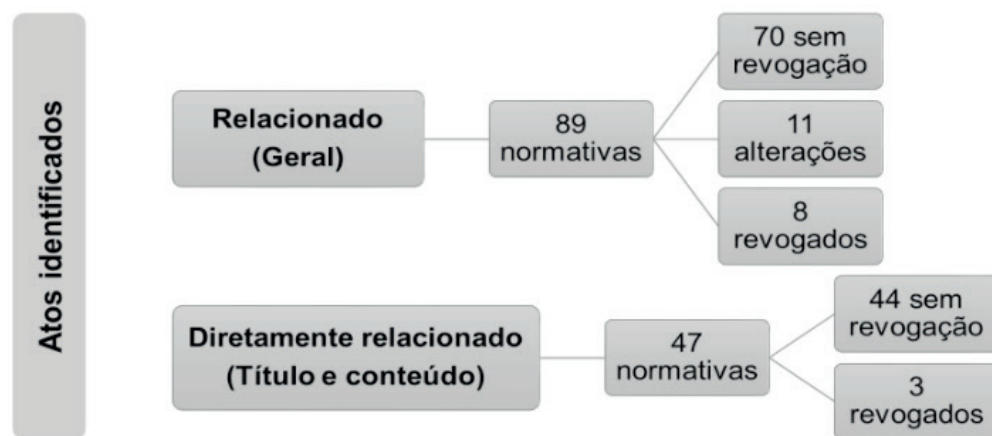 Atos identificados
Relacionado
(Geral)
89
normativas
70 sem
revogação
11
alterações
8
revogados
Diretamente relacionado
(Título e conteúdo)
47
normativas
44 sem
revogação
3
revogados